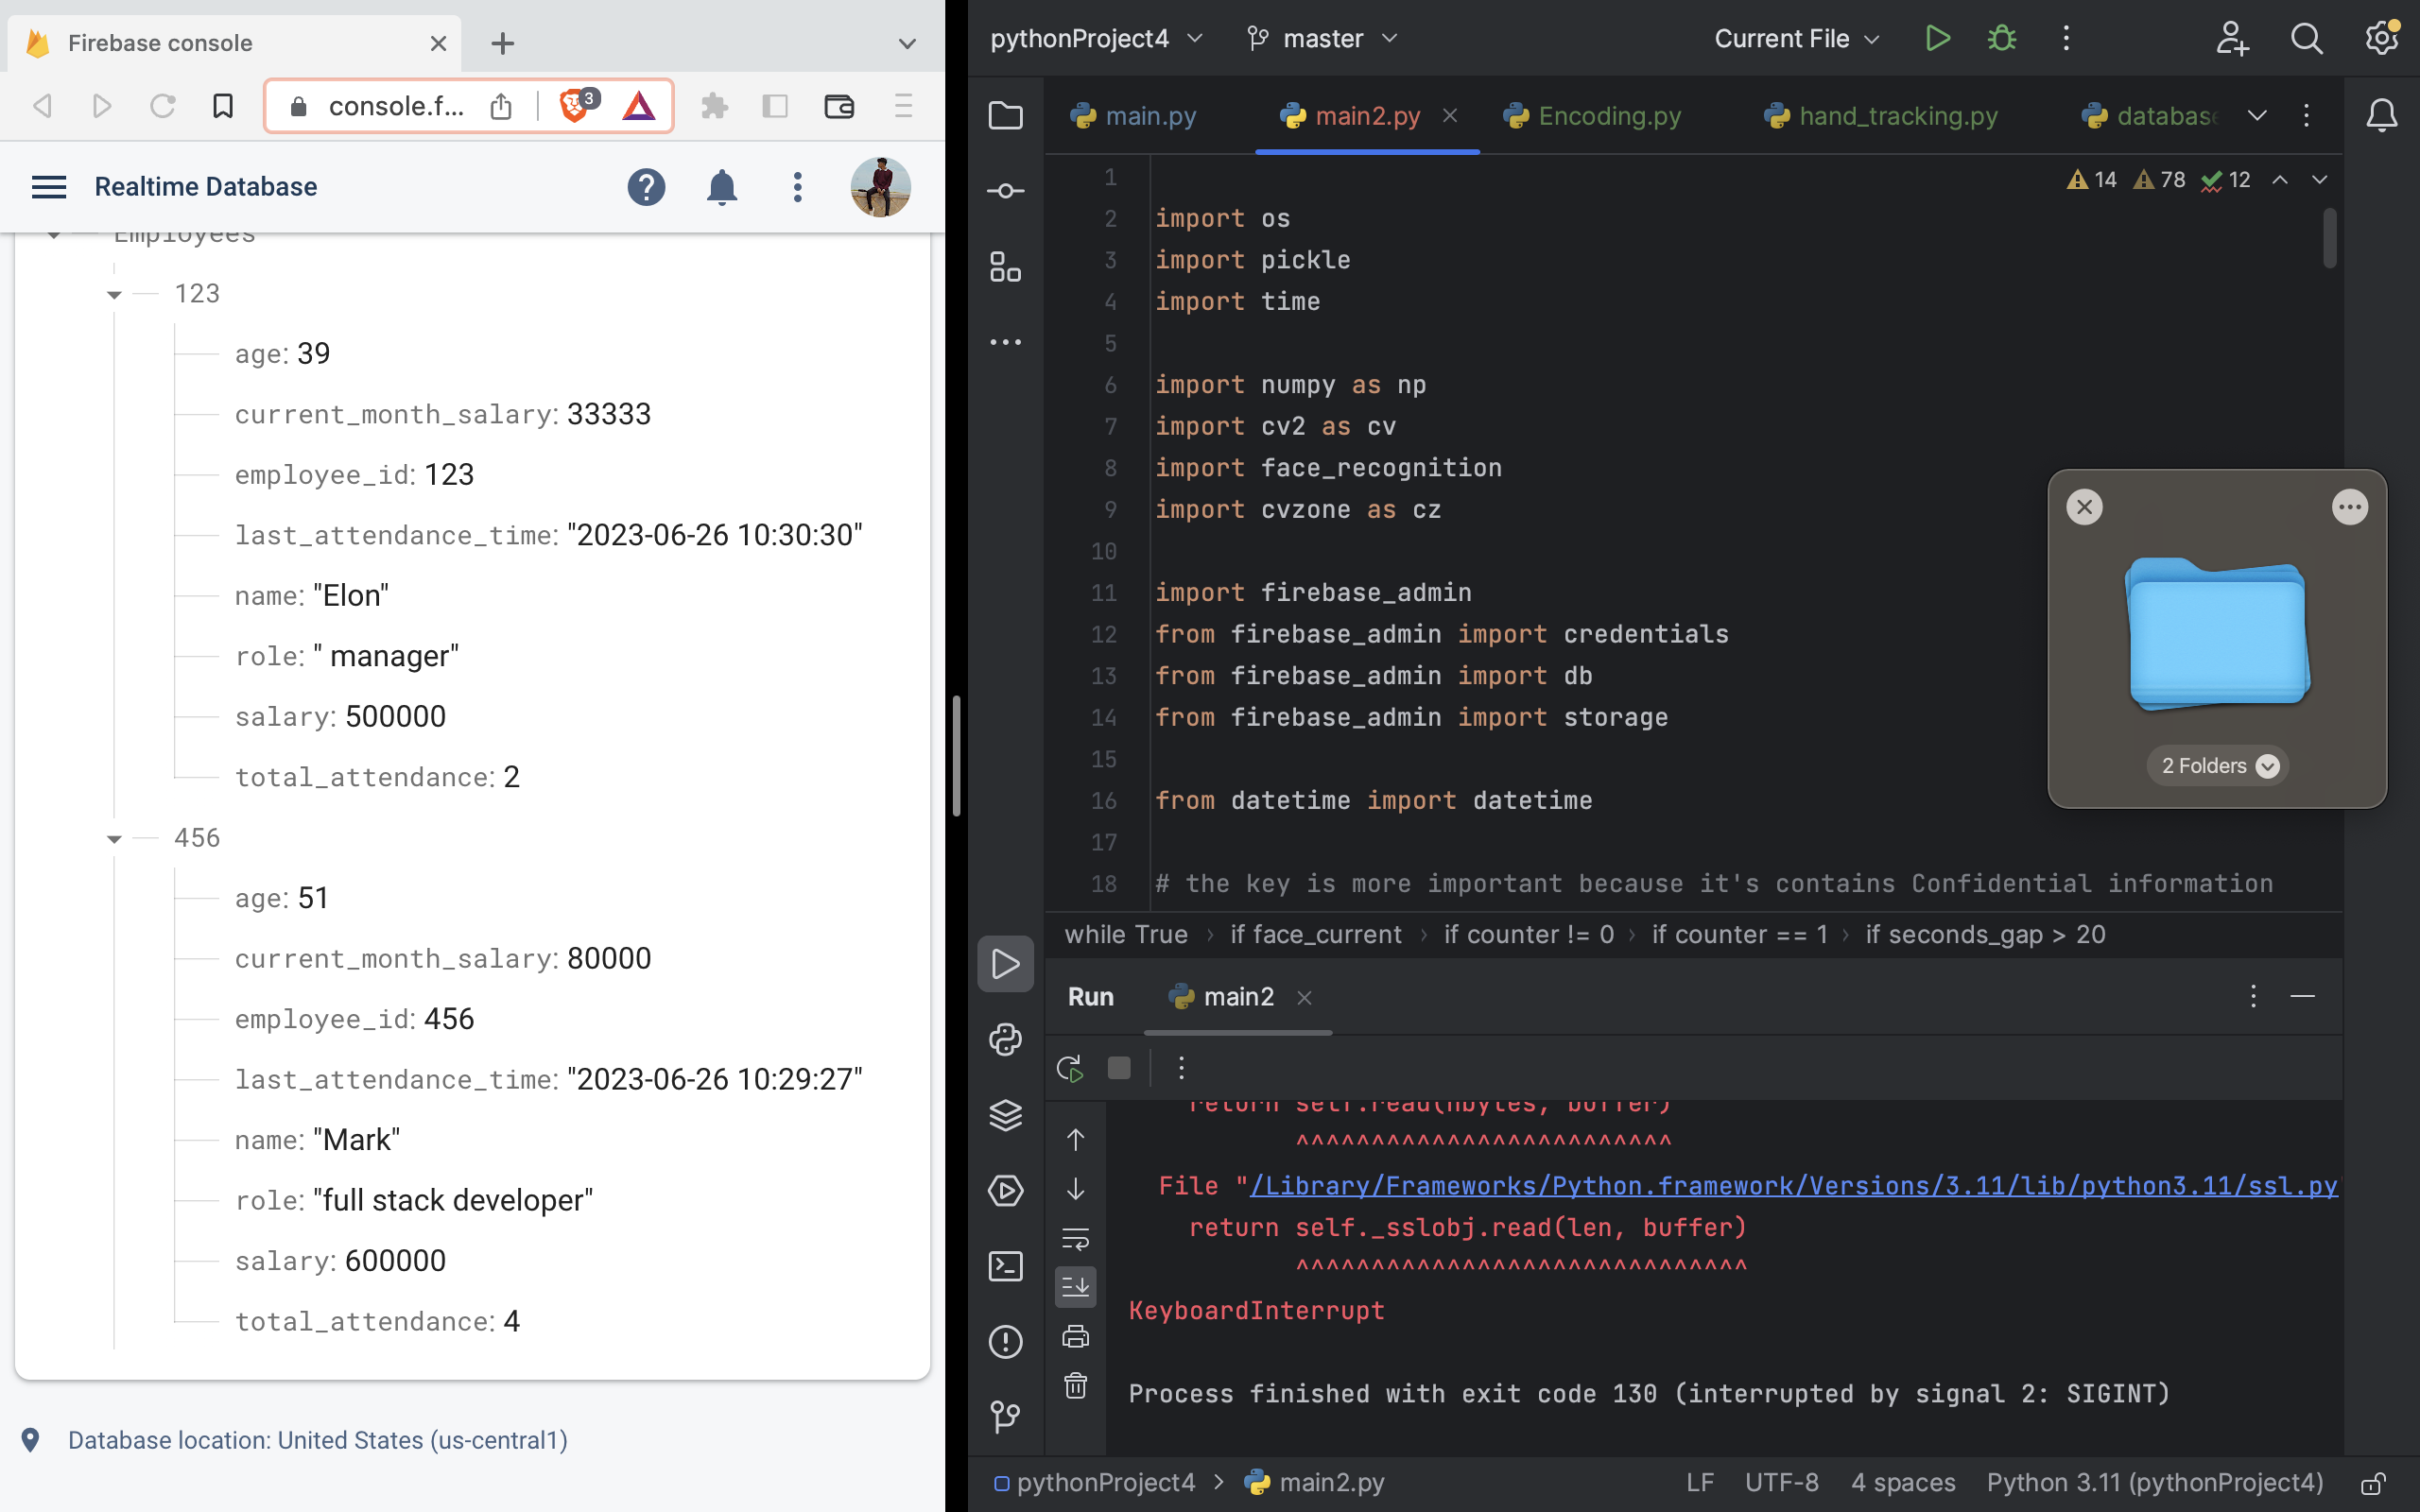 Firebase console
console.f...
3
Realtime Database
Employees
123
age: 39
current_month_salary: 33333
employee_id: 123
last_attendance_time: "2023-06-26 10:30:30"
name: "Elon"
role: " manager"
salary: 500000
total_attendance: 2
456
age: 51
current_month_salary: 80000
employee_id: 456
last_attendance_time: "2023-06-26 10:29:27"
name: "Mark"
role: "full stack developer"
salary: 600000
total_attendance: 4
Database location: United States (us-central1)
pythonProject4 master Current File
main.py main2.py Encoding.py hand_tracking.py database
14 78 12
1
2 import os
3 import pickle
4 import time
5
6 import numpy as np
7 import cv2 as cv
8 import face_recognition
9 import cvzone as cz
10
11 import firebase_admin
12 from firebase_admin import credentials
13 from firebase_admin import db
14 from firebase_admin import storage
15
16 from datetime import datetime
17
18 # the key is more important because it's contains Confidential information
2 Folders
while True › if face_current › if counter != 0 › if counter == 1 › if seconds_gap > 20
Run main2
return self.read(nbytes, buffer)
^^^^^^^^^^^^^^^^^^^^^^^^^
File "/Library/Frameworks/Python.framework/Versions/3.11/lib/python3.11/ssl.py
return self._sslobj.read(len, buffer)
^^^^^^^^^^^^^^^^^^^^^^^^^^^^^^
KeyboardInterrupt
Process finished with exit code 130 (interrupted by signal 2: SIGINT)
pythonProject4 > main2.py LF UTF-8 4 spaces Python 3.11 (pythonProject4)